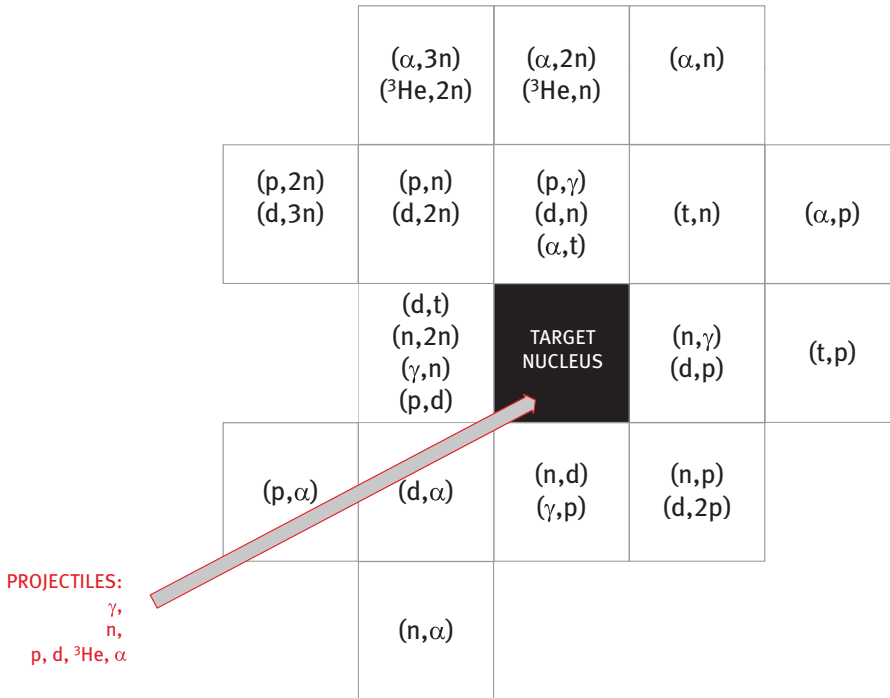 (α,3n)
(³He,2n)
(α,2n)
(³He,n)
(α,n)
(p,2n)
(d,3n)
(p,n)
(d,2n)
(p,γ)
(d,n)
(α,t)
(t,n)
(α,p)
(d,t)
(n,2n)
(γ,n)
(p,d)
TARGET
NUCLEUS
(n,γ)
(d,p)
(t,p)
(p,α)
(d,α)
(n,d)
(γ,p)
(n,p)
(d,2p)
(n,α)
PROJECTILES:
γ,
n,
p, d, ³He, α